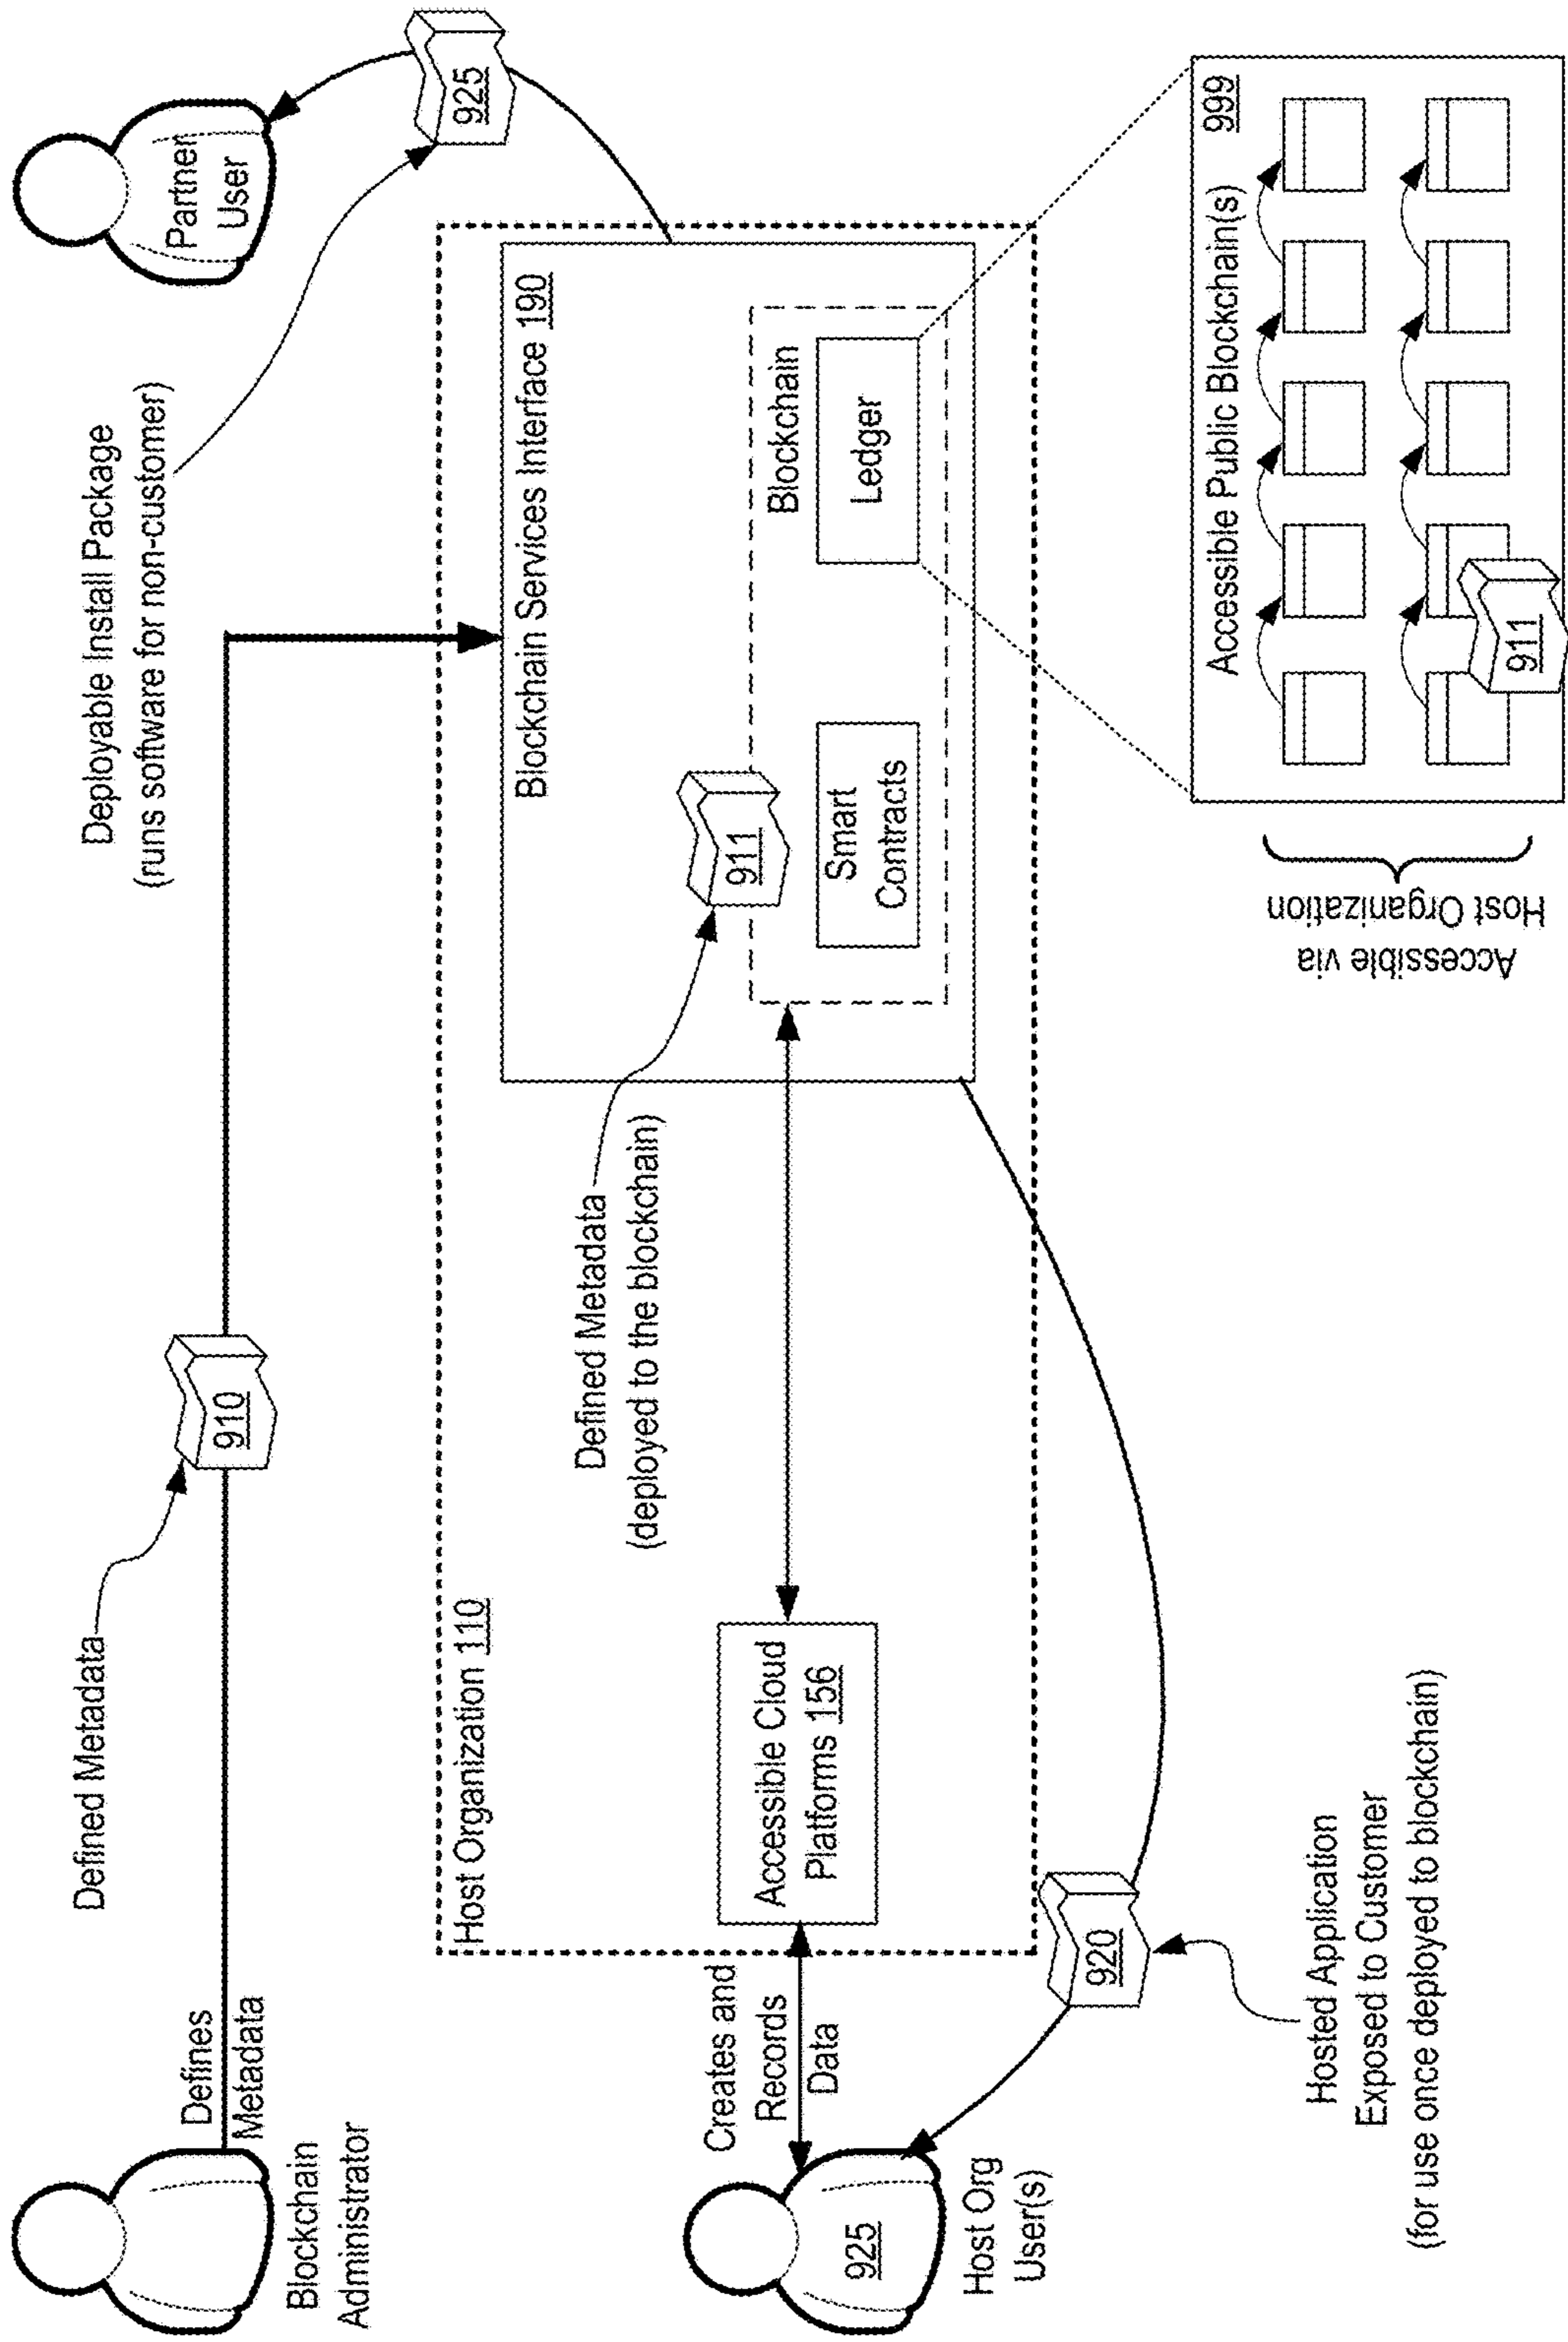 Blockchain
Administrator
Defines
Metadata
Defined Metadata
910
Deployable Install Package
(runs software for non-customer)
925
Partner
User
Host Organization 110
Blockchain Services Interface 190
Defined Metadata
(deployed to the blockchain)
911
Blockchain
Smart
Contracts
Ledger
Accessible Cloud
Platforms 156
Creates and
Records
Data
925
Host Org
User(s)
920
Hosted Application
Exposed to Customer
(for use once deployed to blockchain)
Accessible via
Host Organization
Accessible Public Blockchain(s) 999
911